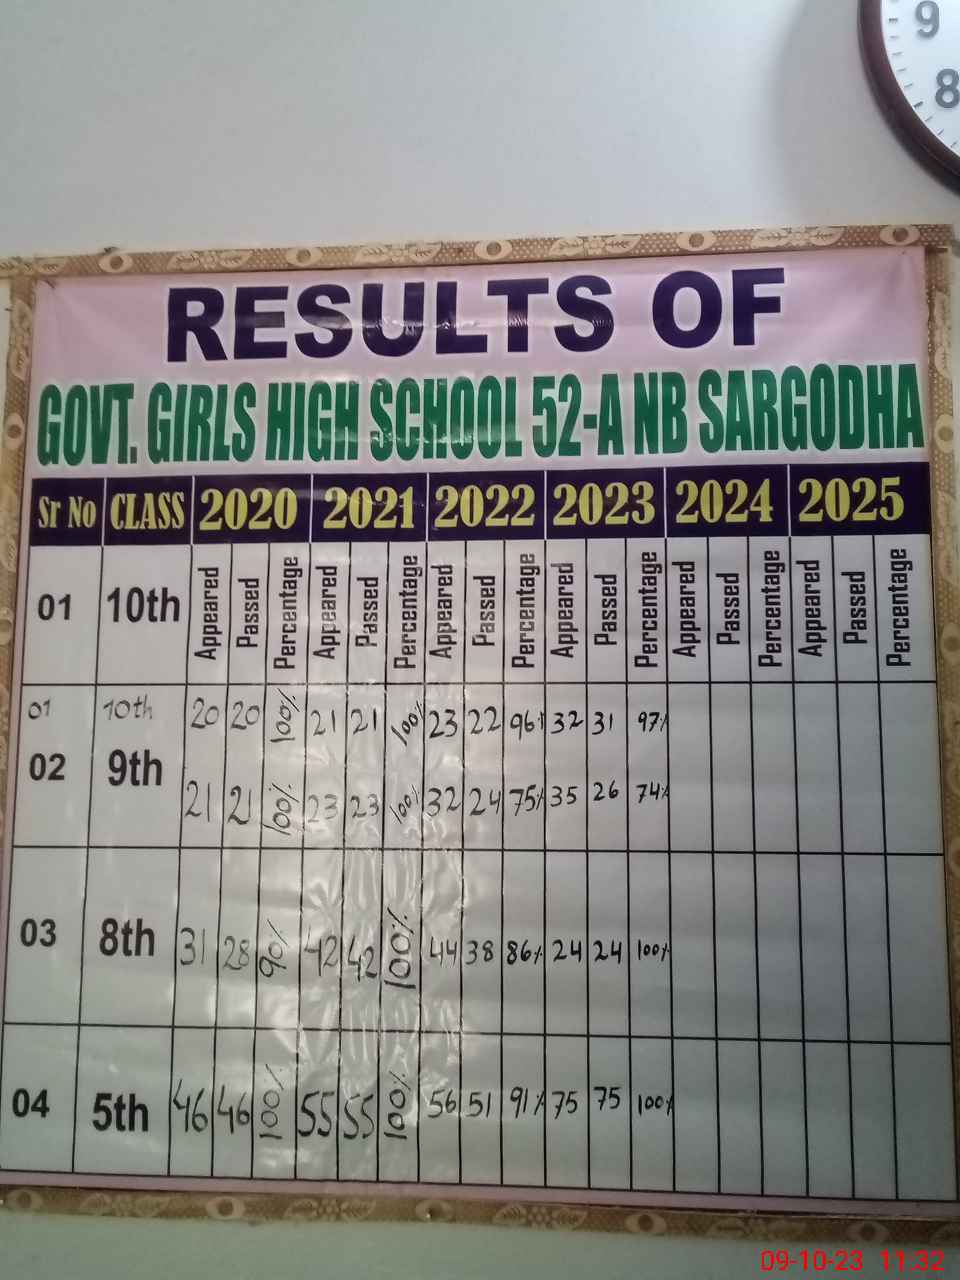 9
8
RESULTS OF
GOVT. GIRLS HIGH SCHOOL 52-A NB SARGODHA
Sr No CLASS 2020 2021 2022 2023 2024 2025
01 10th Appeared Passed Percentage Appeared Passed Percentage Appeared Passed Percentage Appeared Passed Percentage Appeared Passed Percentage Appeared Passed Percentage
01 10th 20 20 100% 21 21 100% 23 22 96% 32 31 97%
02 9th 21 21 100% 23 23 100% 32 24 75% 35 26 74%
03 8th 31 28 90% 42 42 100% 44 38 86% 24 24 100%
04 5th 46 46 100% 55 55 100% 56 51 91% 75 75 100%
09-10-23 11:32